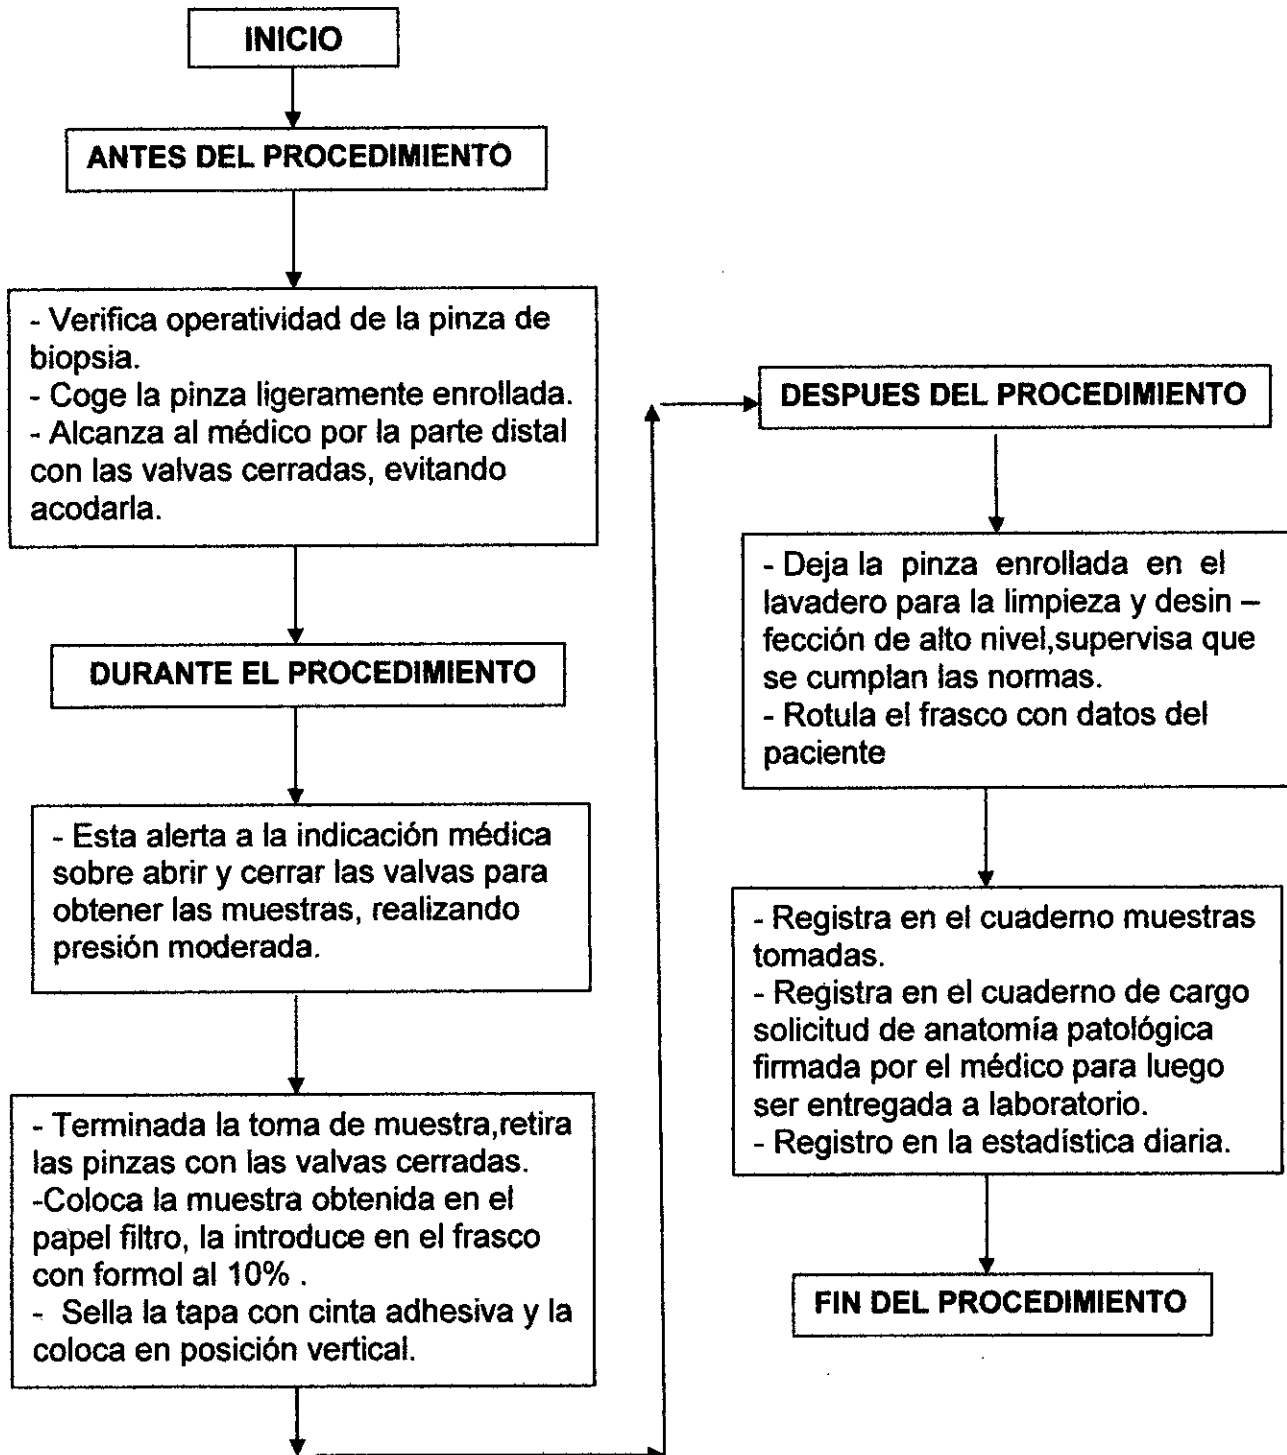 INICIO
ANTES DEL PROCEDIMIENTO
- Verifica operatividad de la pinza de
biopsia.
- Coge la pinza ligeramente enrollada.
- Alcanza al médico por la parte distal
con las valvas cerradas, evitando
acodarla.
DURANTE EL PROCEDIMIENTO
- Esta alerta a la indicación médica
sobre abrir y cerrar las valvas para
obtener las muestras, realizando
presión moderada.
- Terminada la toma de muestra,retira
las pinzas con las valvas cerradas.
-Coloca la muestra obtenida en el
papel filtro, la introduce en el frasco
con formol al 10% .
- Sella la tapa con cinta adhesiva y la
coloca en posición vertical.
DESPUES DEL PROCEDIMIENTO
- Deja la pinza enrollada en el
lavadero para la limpieza y desin –
fección de alto nivel,supervisa que
se cumplan las normas.
- Rotula el frasco con datos del
paciente
- Registra en el cuaderno muestras
tomadas.
- Registra en el cuaderno de cargo
solicitud de anatomía patológica
firmada por el médico para luego
ser entregada a laboratorio.
- Registro en la estadística diaria.
FIN DEL PROCEDIMIENTO